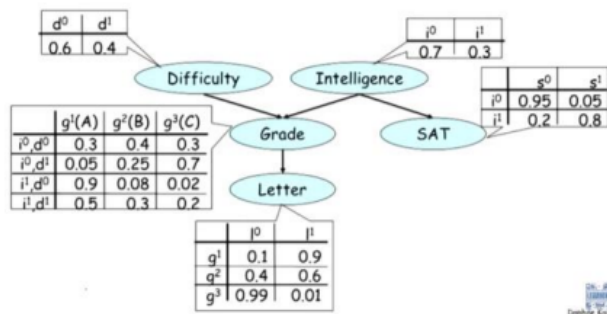 d⁰ d¹
0.6 0.4
i⁰ i¹
0.7 0.3
Difficulty
Intelligence
s⁰ s¹
i⁰ 0.95 0.05
i¹ 0.2 0.8
g¹(A) g²(B) g³(C)
i⁰,d⁰ 0.3 0.4 0.3
i⁰,d¹ 0.05 0.25 0.7
i¹,d⁰ 0.9 0.08 0.02
i¹,d¹ 0.5 0.3 0.2
Grade
SAT
Letter
l⁰ l¹
g¹ 0.1 0.9
g² 0.4 0.6
g³ 0.99 0.01